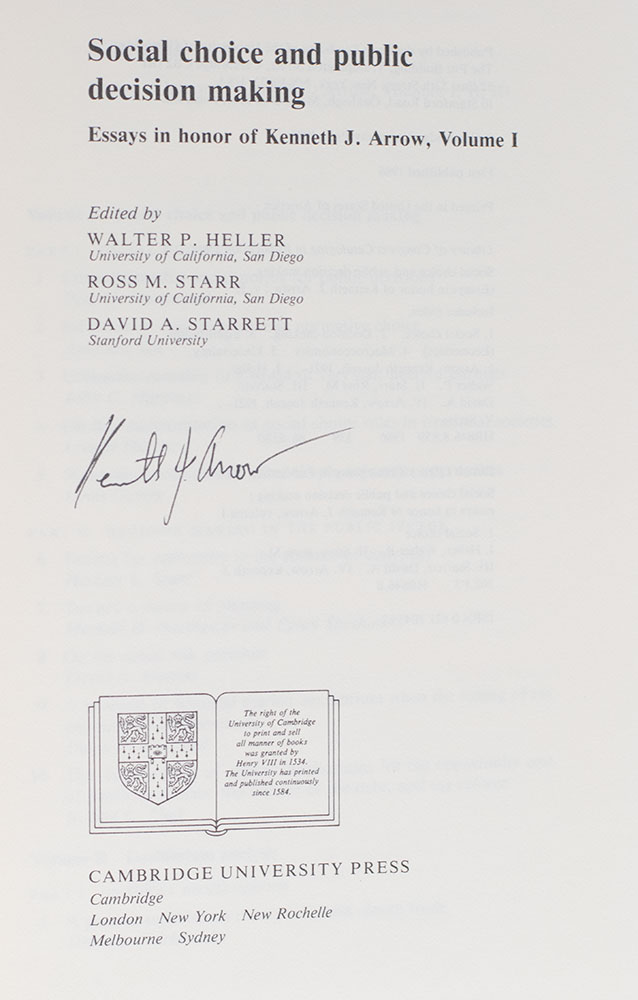 Social choice and public
decision making
Essays in honor of Kenneth J. Arrow, Volume I
Edited by
WALTER P. HELLER
University of California, San Diego
ROSS M. STARR
University of California, San Diego
DAVID A. STARRETT
Stanford University
Kenneth J. Arrow
The right of the
University of Cambridge
to print and sell
all manner of books
was granted by
Henry VIII in 1534.
The University has printed
and published continuously
since 1584.
CAMBRIDGE UNIVERSITY PRESS
Cambridge
London New York New Rochelle
Melbourne Sydney